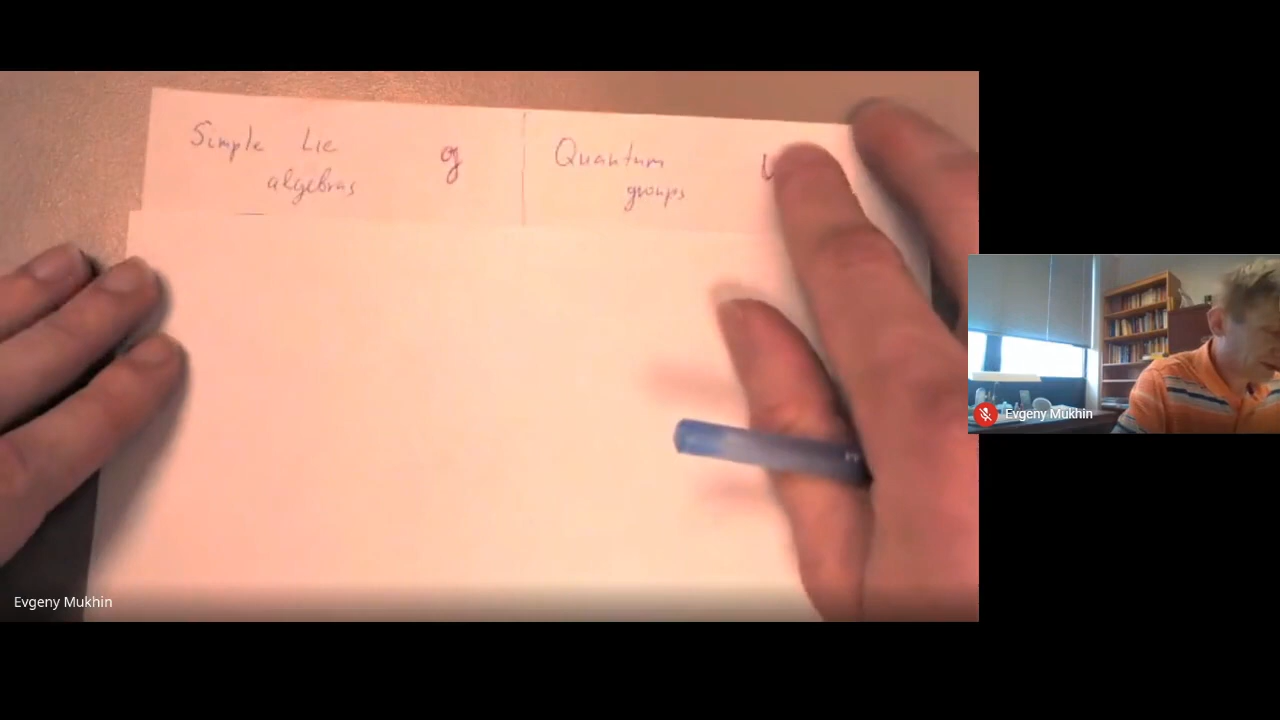 Simple Lie g
algebras
Quantum
groups
Evgeny Mukhin
Evgeny Mukhin